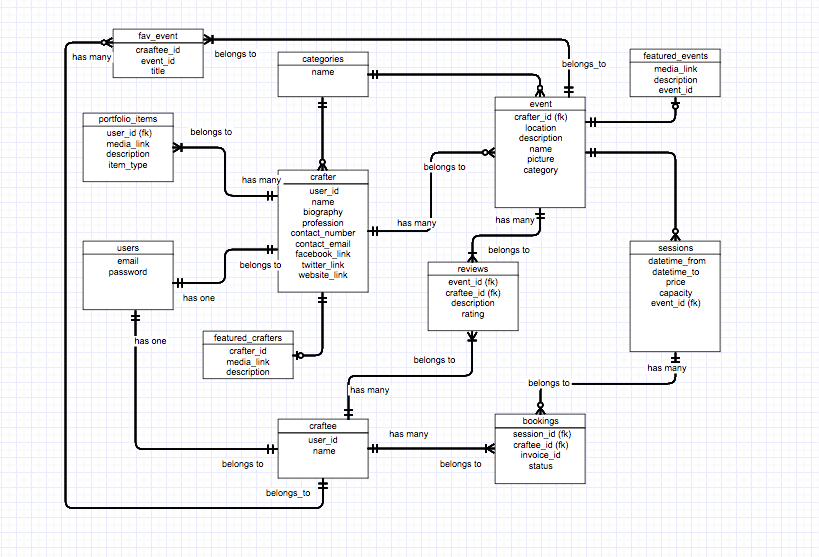 fav_event
craaftee_id
event_id
title
has many
belongs to
belongs_to
categories
name
featured_events
media_link
description
event_id
event
crafter_id (fk)
location
description
name
picture
category
portfolio_items
user_id (fk)
media_link
description
item_type
belongs to
has many
crafter
user_id
name
biography
profession
contact_number
contact_email
facebook_link
twitter_link
website_link
belongs to
has many
has many
belongs to
users
email
password
belongs to
has one
has one
reviews
event_id (fk)
craftee_id (fk)
description
rating
sessions
datetime_from
datetime_to
price
capacity
event_id (fk)
featured_crafters
crafter_id
media_link
description
belongs to
has many
has many
belongs to
craftee
user_id
name
has many
belongs to
belongs to
belongs_to
bookings
session_id (fk)
craftee_id (fk)
invoice_id
status